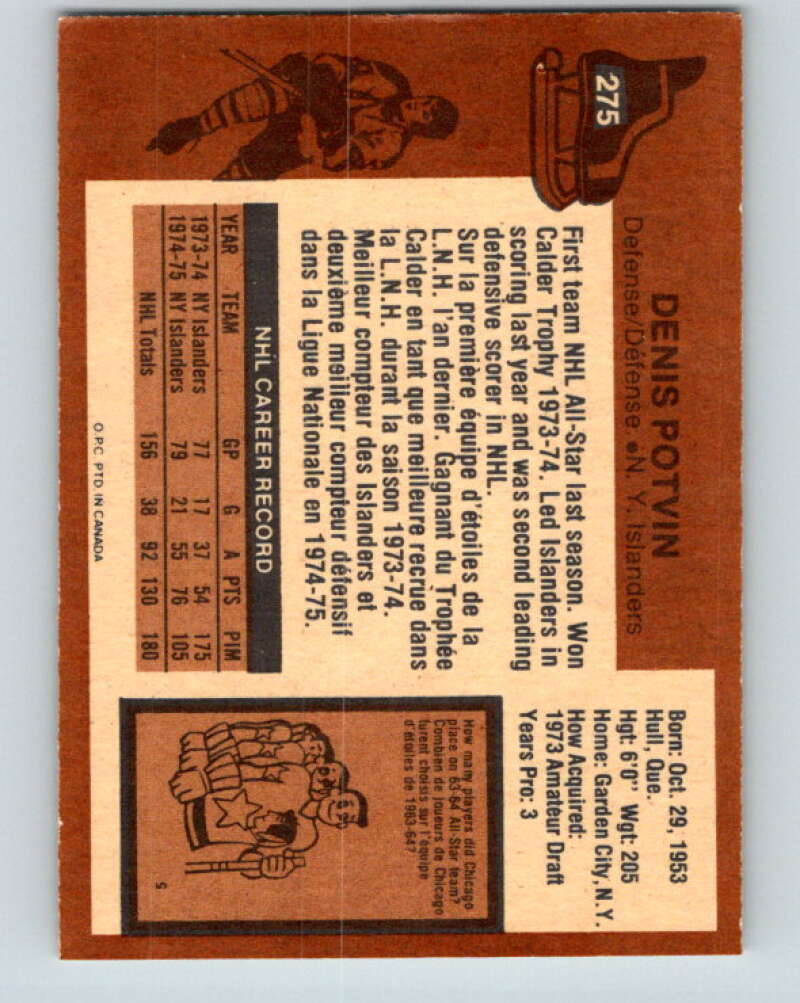 275
DENIS POTVIN
Defense/Défense ● N. Y. Islanders
First team NHL All-Star last season. Won
Calder Trophy 1973-74. Led Islanders in
scoring last year and was second leading
defensive scorer in NHL.
Sur la première équipe d'étoiles de la
L.N.H. l'an dernier. Gagnant du Trophée
Calder en tant que meilleure recrue dans
la L.N.H. durant la saison 1973-74.
Meilleur compteur des Islanders et
deuxième meilleur compteur défensif
dans la Ligue Nationale en 1974-75.
NHL CAREER RECORD
YEAR TEAM GP G A PTS PIM
1973-74 NY Islanders 77 17 37 54 175
1974-75 NY Islanders 79 21 55 76 105
NHL Totals 156 38 92 130 180
O.P.C. PTD. IN CANADA
Born: Oct. 29, 1953
Hull, Que.
Hgt: 6'0" Wgt: 205
Home: Garden City, N.Y.
How Acquired:
1973 Amateur Draft
Years Pro: 3
How many players did Chicago
place on 63-64 All-Star team?
Combien de joueurs de Chicago
furent choisis sur l'équipe
d'étoiles de 1963-64?
5